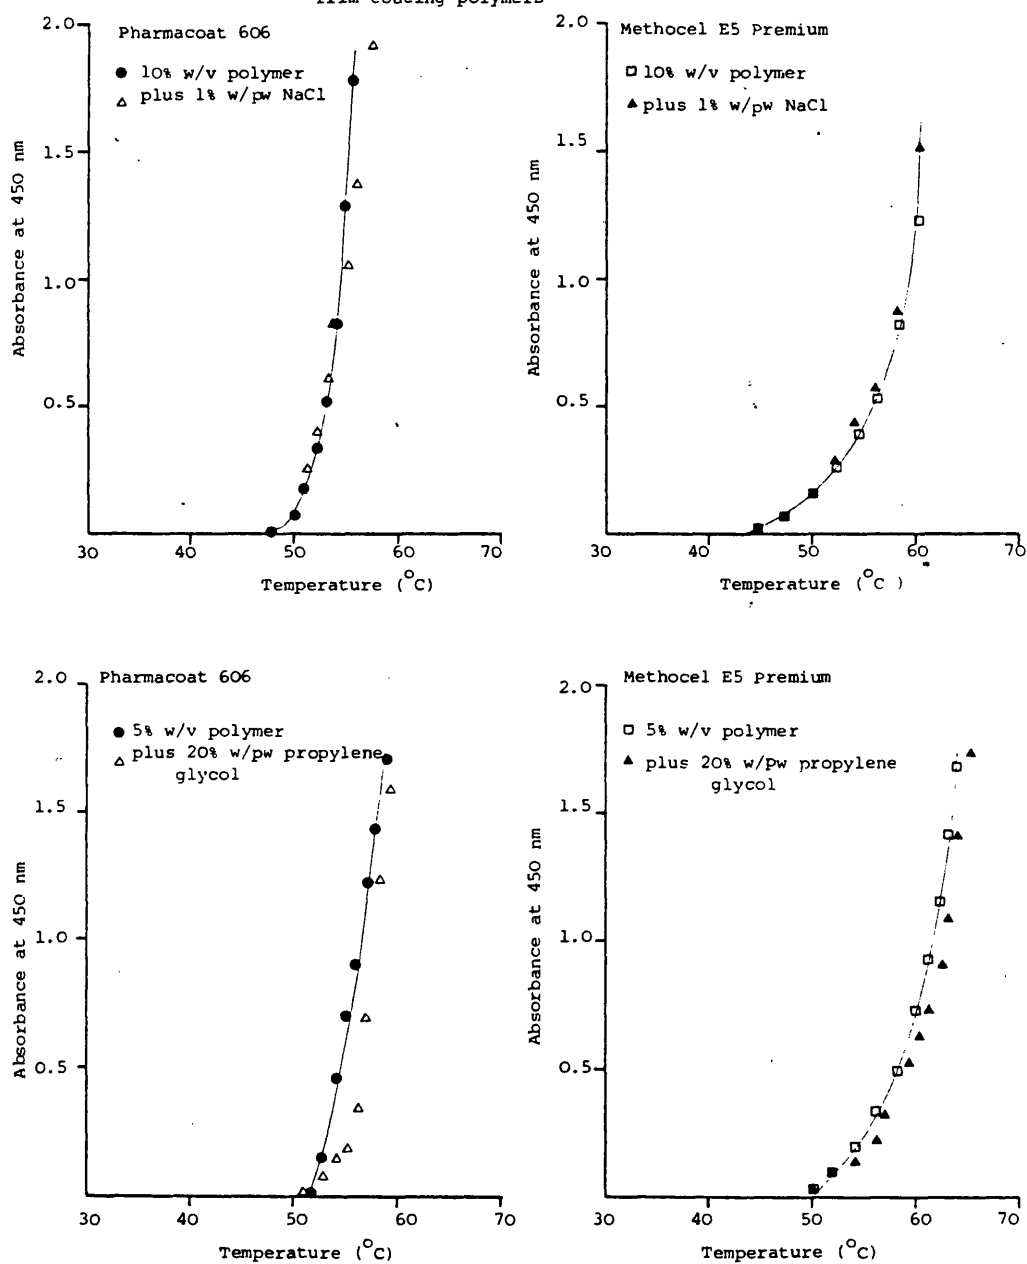 film coating polymers
2.0
Pharmacoat 606
10% w/v polymer
plus 1% w/pw NaCl
1.5
1.0
0.5
Absorbance at 450 nm
30 40 50 60 70
Temperature (°C)
2.0
Methocel E5 Premium
10% w/v polymer
plus 1% w/pw NaCl
1.5
1.0
0.5
Absorbance at 450 nm
30 40 50 60 70
Temperature (°C )
2.0
Pharmacoat 606
5% w/v polymer
plus 20% w/pw propylene
glycol
1.5
1.0
0.5
Absorbance at 450 nm
30 40 50 60 70
Temperature (°C)
2.0
Methocel E5 Premium
5% w/v polymer
plus 20% w/pw propylene
glycol
1.5
1.0
0.5
Absorbance at 450 nm
30 40 50 60 70
Temperature (°C)